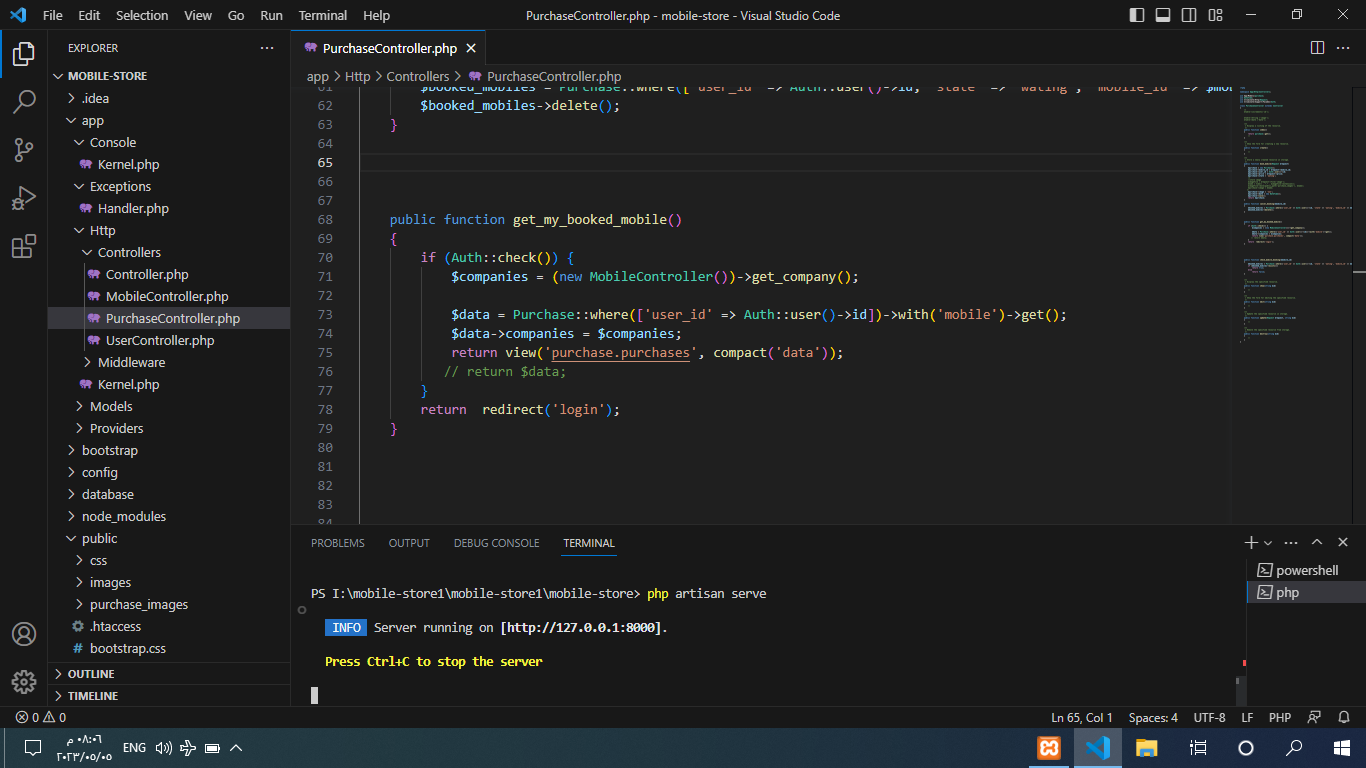 File Edit Selection View Go Run Terminal Help
PurchaseController.php - mobile-store - Visual Studio Code
EXPLORER
MOBILE-STORE
.idea
app
Console
Kernel.php
Exceptions
Handler.php
Http
Controllers
Controller.php
MobileController.php
PurchaseController.php
UserController.php
Middleware
Kernel.php
Models
Providers
bootstrap
config
database
node_modules
public
css
images
purchase_images
.htaccess
bootstrap.css
OUTLINE
TIMELINE
PurchaseController.php
app > Http > Controllers > PurchaseController.php
61 $booked_mobiles = Purchase::where(['user_id' => Auth::user()->id, 'state' => 'wating', 'mobile_id' => $mo
62 $booked_mobiles->delete();
63 }
64
65
66
67
68 public function get_my_booked_mobile()
69 {
70 if (Auth::check()) {
71 $companies = (new MobileController())->get_company();
72
73 $data = Purchase::where(['user_id' => Auth::user()->id])->with('mobile')->get();
74 $data->companies = $companies;
75 return view('purchase.purchases', compact('data'));
76 // return $data;
77 }
78 return  redirect('login');
79 }
80
81
82
83
84
PROBLEMS OUTPUT DEBUG CONSOLE TERMINAL
powershell
php
PS I:\mobile-store1\mobile-store1\mobile-store> php artisan serve
INFO Server running on [http://127.0.0.1:8000].
Press Ctrl+C to stop the server
0 0
Ln 65, Col 1 Spaces: 4 UTF-8 LF PHP
٠٨:٠٦ م
٢٠٢٣/٠٥/٠٥
ENG